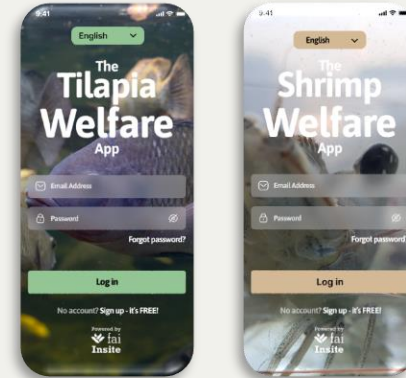 9:41
English
The
Tilapia
Welfare
App
Email Address
Password
Forgot password?
Log in
No account? Sign up - it's FREE!
Powered by
fai
Insite
9:41
English
The
Shrimp
Welfare
App
Email Address
Password
Forgot password
Log in
No account? Sign up - it's FREE!
Powered by
fai
Insite